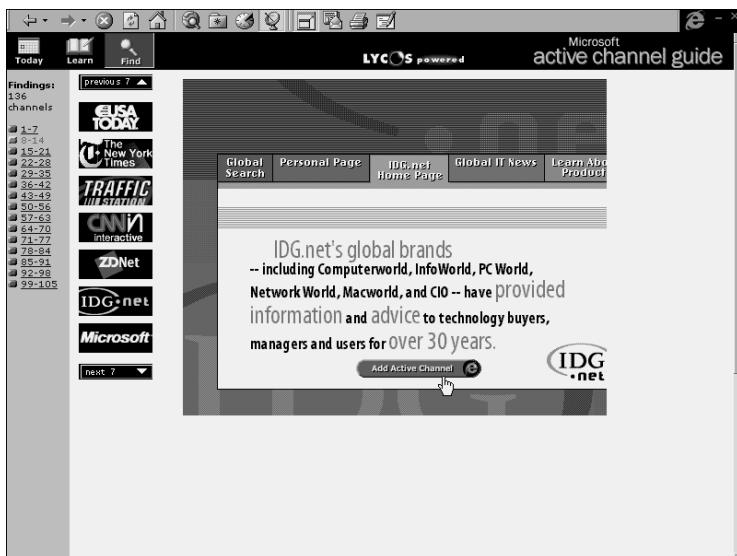 Today
Learn
Find
LYCOS powered
Microsoft
active channel guide
Findings:
136
channels
1-7
8-14
15-21
22-28
29-35
36-42
43-49
50-56
57-63
64-70
71-77
78-84
85-91
92-98
99-105
previous 7
USA
TODAY
The
New York
Times
TRAFFIC
STATION
CNN
interactive
ZDNet
IDG.net
Microsoft
next 7
Global
Search
Personal Page
IDG.net
Home Page
Global IT News
Learn Abo
Product
IDG.net's global brands
-- including Computerworld, InfoWorld, PC World,
Network World, Macworld, and CIO -- have provided
information and advice to technology buyers,
managers and users for over 30 years.
Add Active Channel
IDG
.net